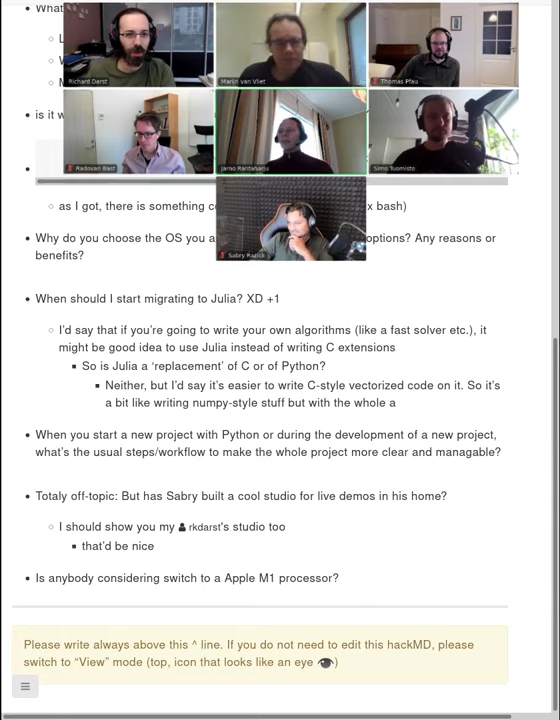 What
Richard Darst
Marijn van Vliet
Thomas Pfau
is it w
Radovan Bast
Jarno Rantaharju
Simo Tuomisto
as I got, there is something c
x bash)
Why do you choose the OS you a
options? Any reasons or
benefits?
Sabry Razick
When should I start migrating to Julia? XD +1
I'd say that if you're going to write your own algorithms (like a fast solver etc.), it
might be good idea to use Julia instead of writing C extensions
So is Julia a 'replacement' of C or of Python?
Neither, but I'd say it's easier to write C-style vectorized code on it. So it's
a bit like writing numpy-style stuff but with the whole a
When you start a new project with Python or during the development of a new project,
what's the usual steps/workflow to make the whole project more clear and managable?
Totaly off-topic: But has Sabry built a cool studio for live demos in his home?
I should show you my rkdarst's studio too
that'd be nice
Is anybody considering switch to a Apple M1 processor?
Please write always above this ^ line. If you do not need to edit this hackMD, please
switch to "View" mode (top, icon that looks like an eye 👁)